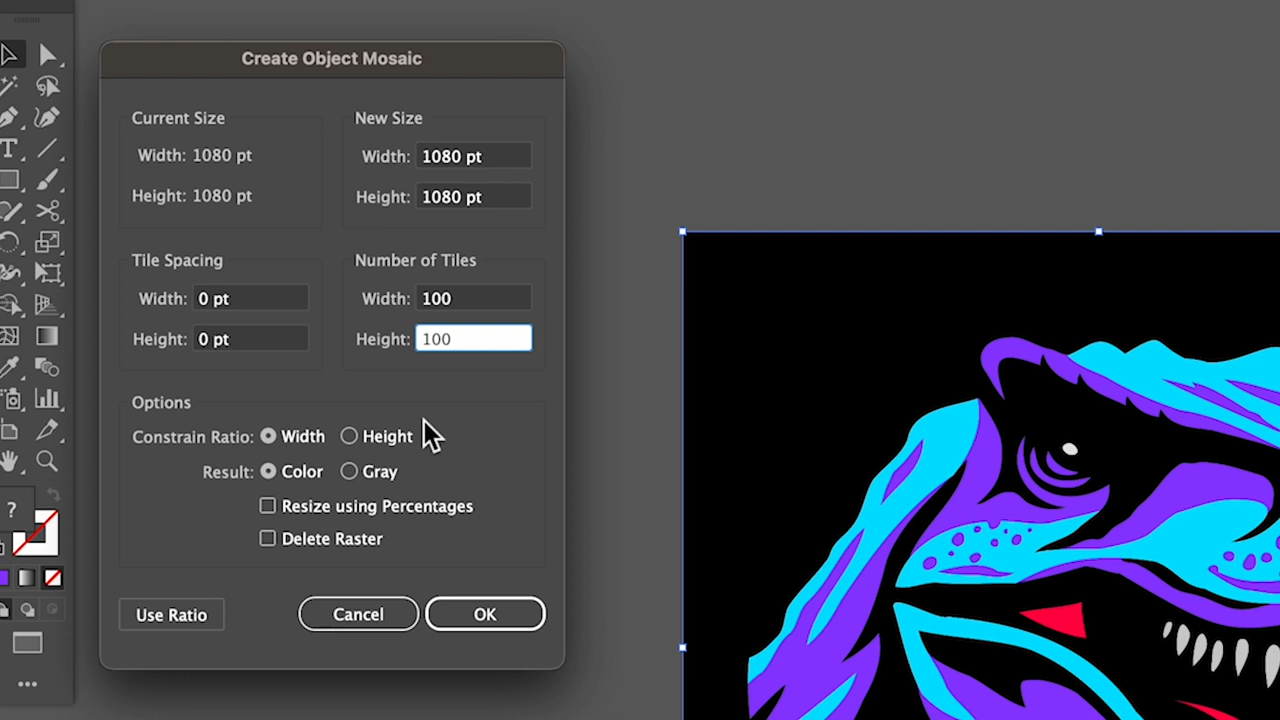 Create Object Mosaic
Current Size
Width: 1080 pt
Height: 1080 pt
New Size
Width: 1080 pt
Height: 1080 pt
Tile Spacing
Width: 0 pt
Height: 0 pt
Number of Tiles
Width: 100
Height: 100
Options
Constrain Ratio: Width Height
Result: Color Gray
Resize using Percentages
Delete Raster
Use Ratio Cancel OK
?